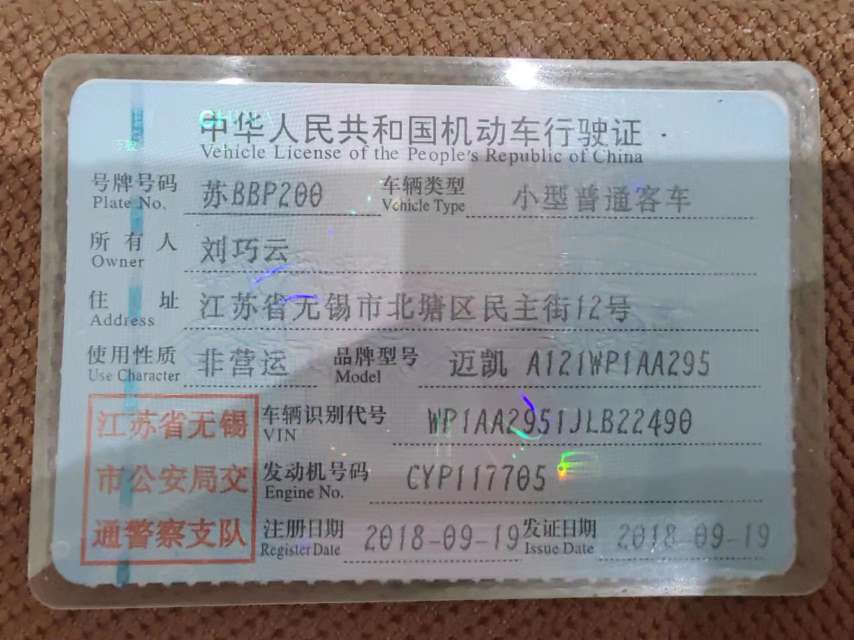 中华人民共和国机动车行驶证
Vehicle License of the People's Republic of China
号牌号码 苏BBP200 车辆类型 小型普通客车
Plate No. Vehicle Type
所有人 刘巧云
Owner
住址 江苏省无锡市北塘区民主街12号
Address
使用性质 非营运 品牌型号 迈凯 A121WP1AA295
Use Character Model
江苏省无锡
市公安局交
通警察支队
车辆识别代号 WP1AA2951JLB22490
VIN
发动机号码 CYP117705
Engine No.
注册日期 2018-09-19 发证日期 2018-09-19
Register Date Issue Date